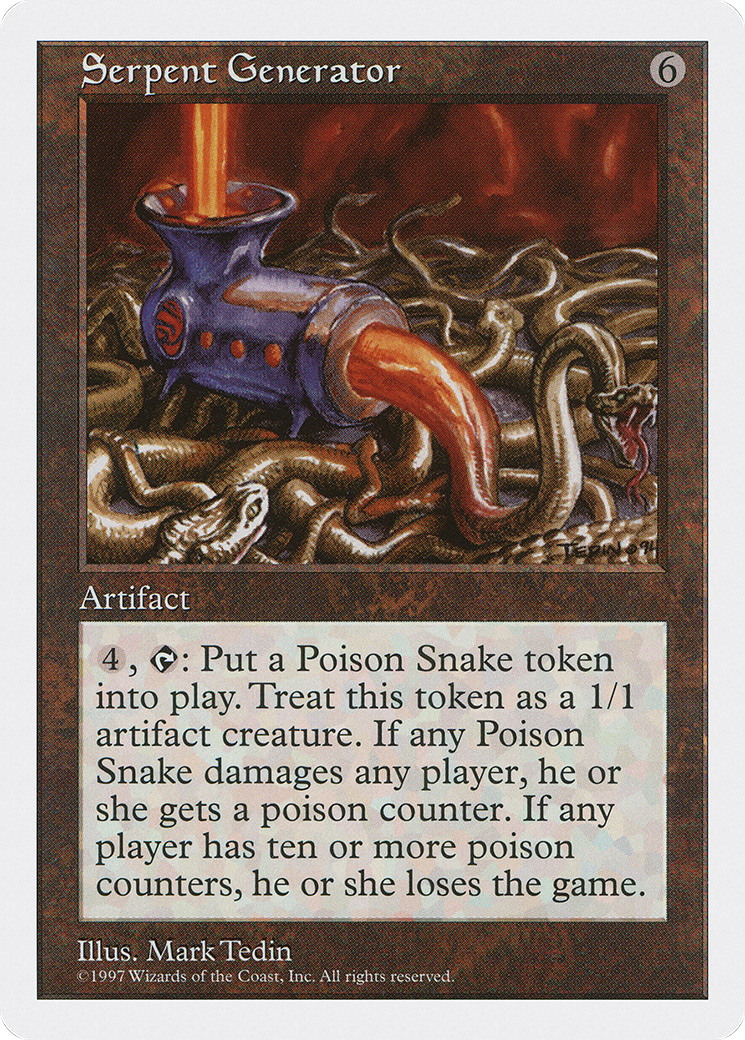 Serpent Generator 6
TEDIN 94
Artifact
4, : Put a Poison Snake token
into play. Treat this token as a 1/1
artifact creature. If any Poison
Snake damages any player, he or
she gets a poison counter. If any
player has ten or more poison
counters, he or she loses the game.
Illus. Mark Tedin
©1997 Wizards of the Coast, Inc. All rights reserved.